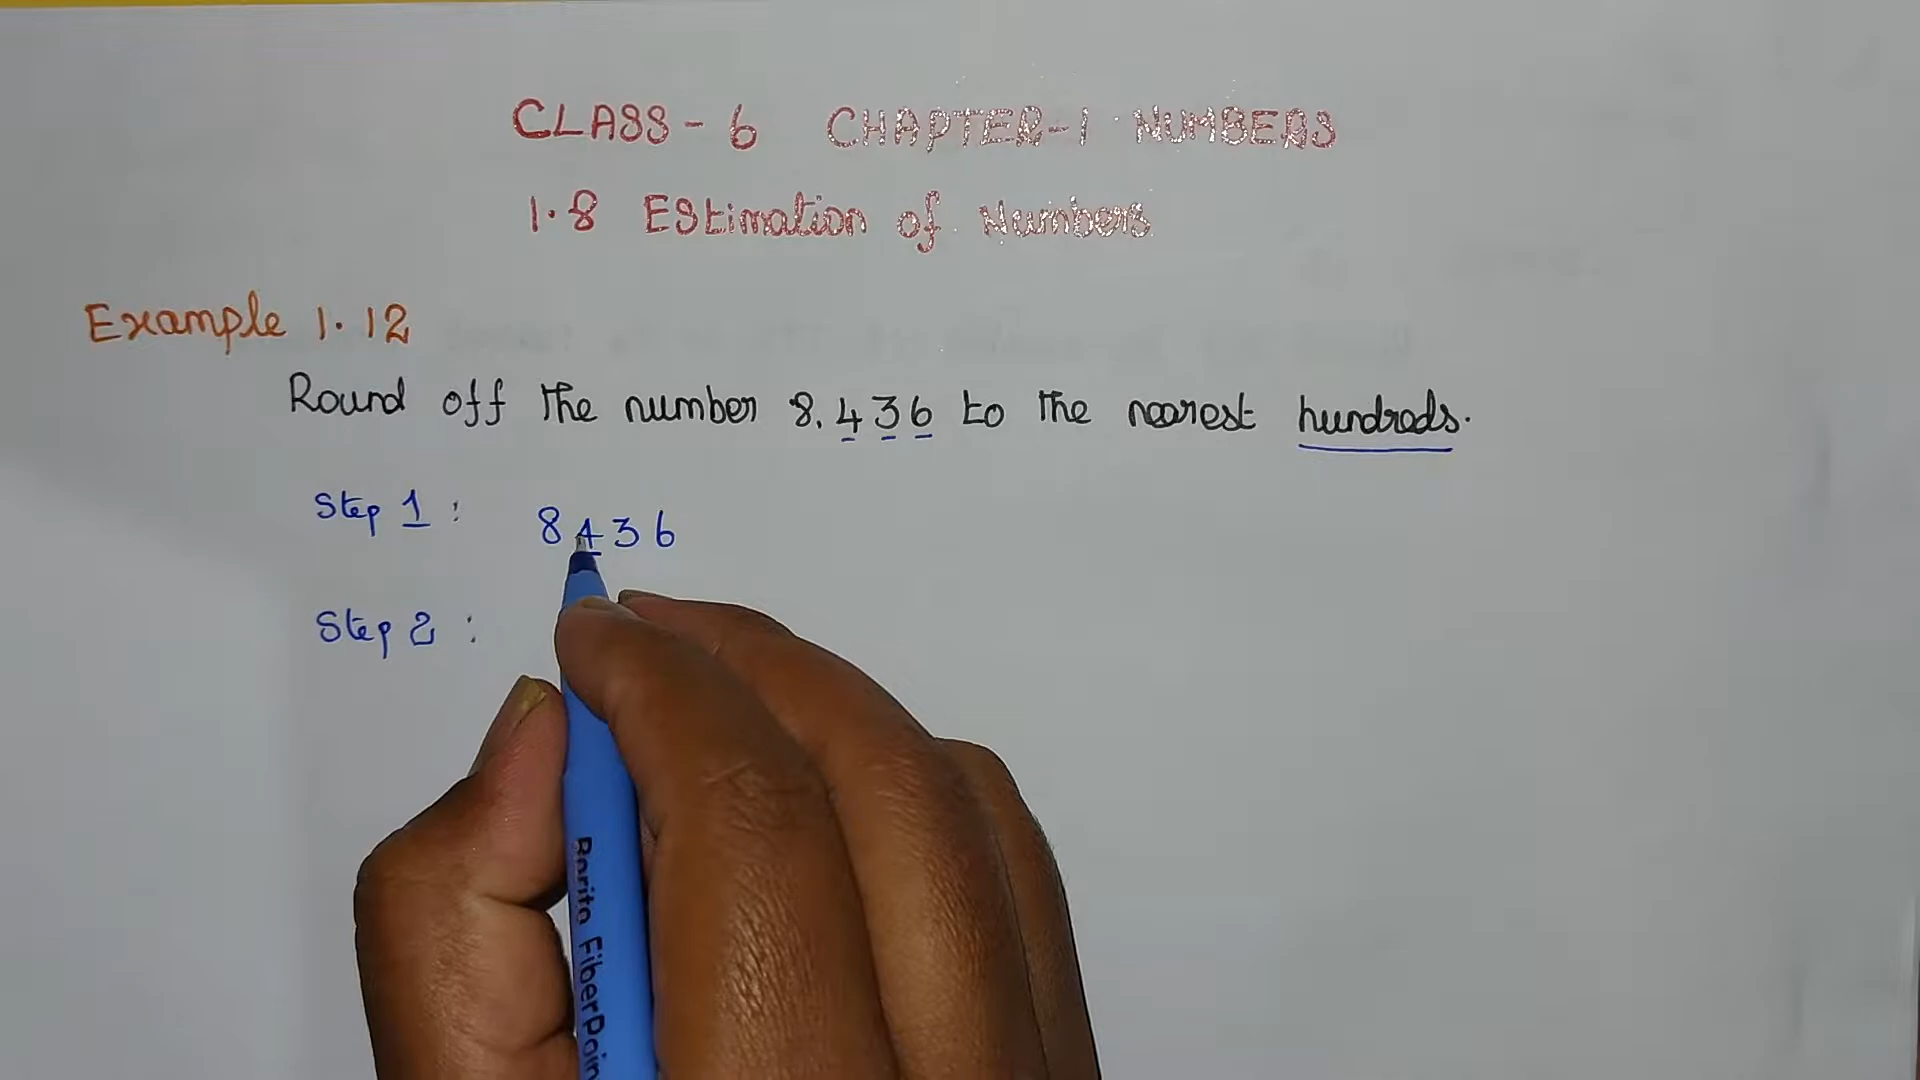 CLASS - 6 CHAPTER-1 NUMBERS
1.8 Estimation of Numbers
Example 1.12
Round off the number 8,436 to the nearest hundreds.
Step 1 : 8436
Step 2 :
Rorito FiberPoin